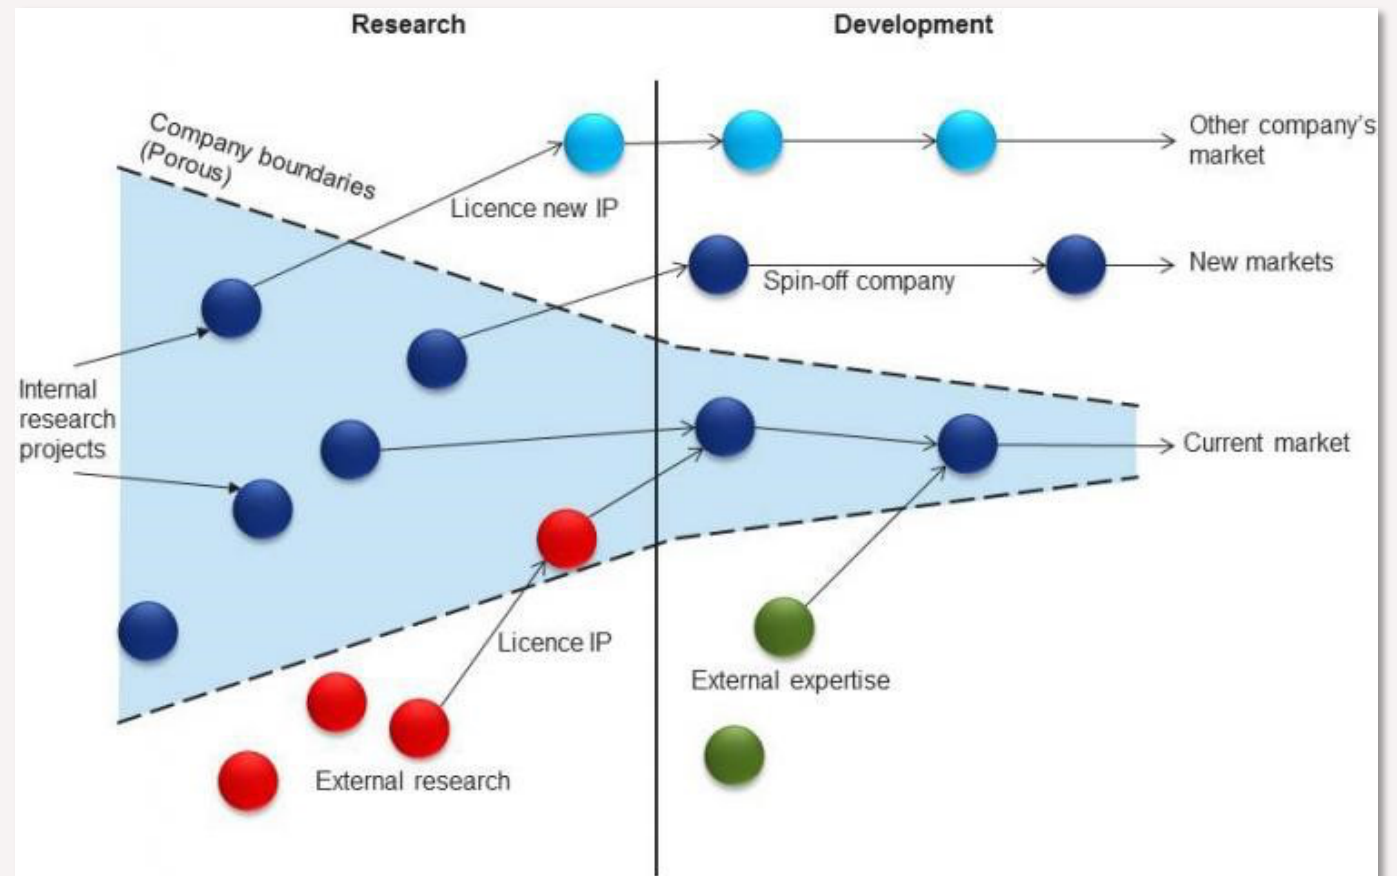 Research
Development
Company boundaries
(Porous)
Other company's
market
Licence new IP
New markets
Spin-off company
Internal
research
projects
Current market
Licence IP
External expertise
External research